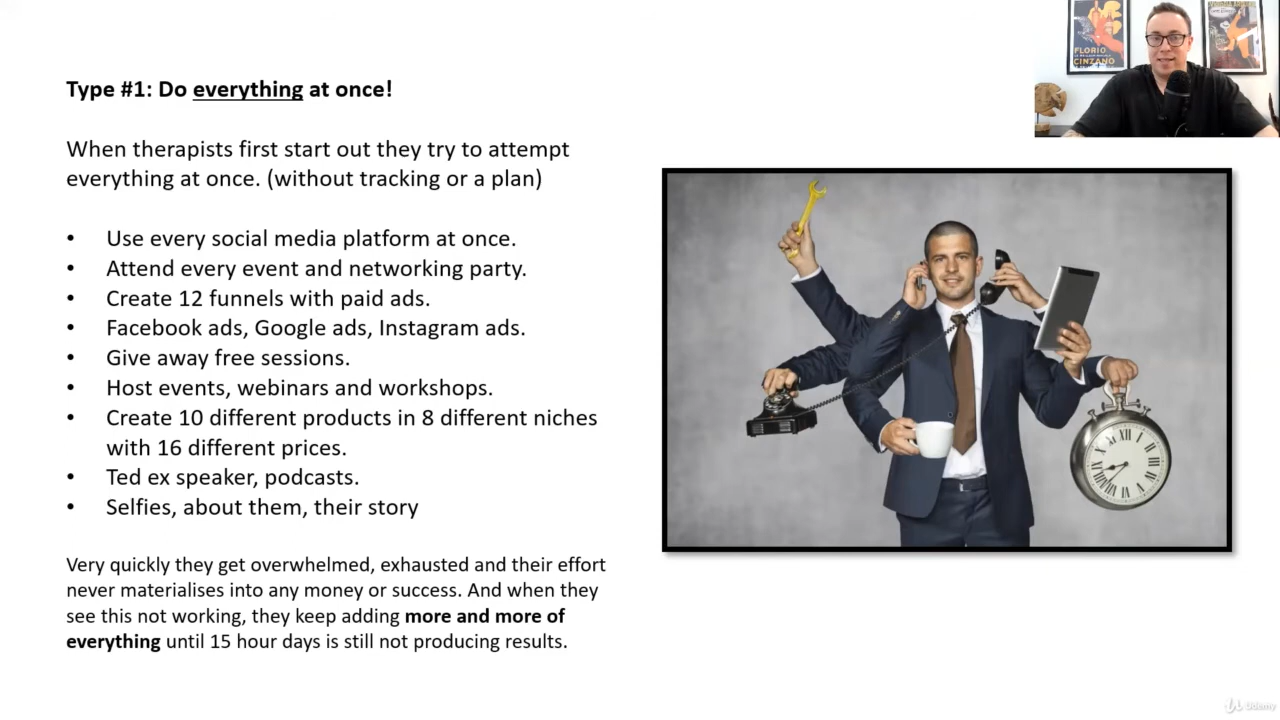 Type #1: Do everything at once!
When therapists first start out they try to attempt
everything at once. (without tracking or a plan)
• Use every social media platform at once.
• Attend every event and networking party.
• Create 12 funnels with paid ads.
• Facebook ads, Google ads, Instagram ads.
• Give away free sessions.
• Host events, webinars and workshops.
• Create 10 different products in 8 different niches
with 16 different prices.
• Ted ex speaker, podcasts.
• Selfies, about them, their story
Very quickly they get overwhelmed, exhausted and their effort
never materialises into any money or success. And when they
see this not working, they keep adding more and more of
everything until 15 hour days is still not producing results.
FLORIO
CINZANO
XII
Udemy